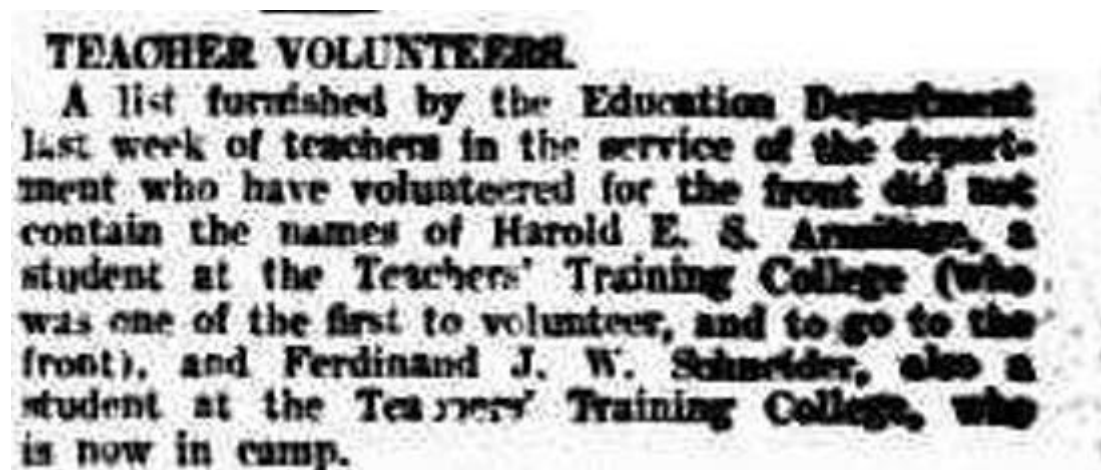 TEACHER VOLUNTEERS.
A list furnished by the Education Department
last week of teachers in the service of the depart-
ment who have volunteered for the front did not
contain the names of Harold E. S. Armitage, a
student at the Teachers' Training College (who
was one of the first to volunteer, and to go to the
front), and Ferdinand J. W. Schneider, also a
student at the Teachers' Training College, who
is now in camp.